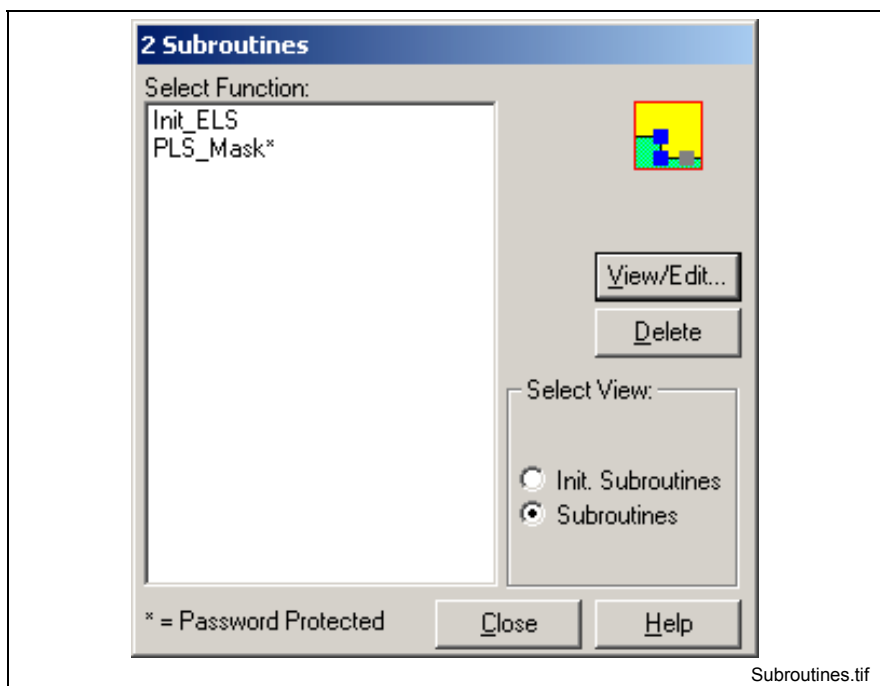 2 Subroutines
Select Function:
Init_ELS
PLS_Mask*
View/Edit...
Delete
Select View:
Init. Subroutines
Subroutines
* = Password Protected
Close
Help
Subroutines.tif